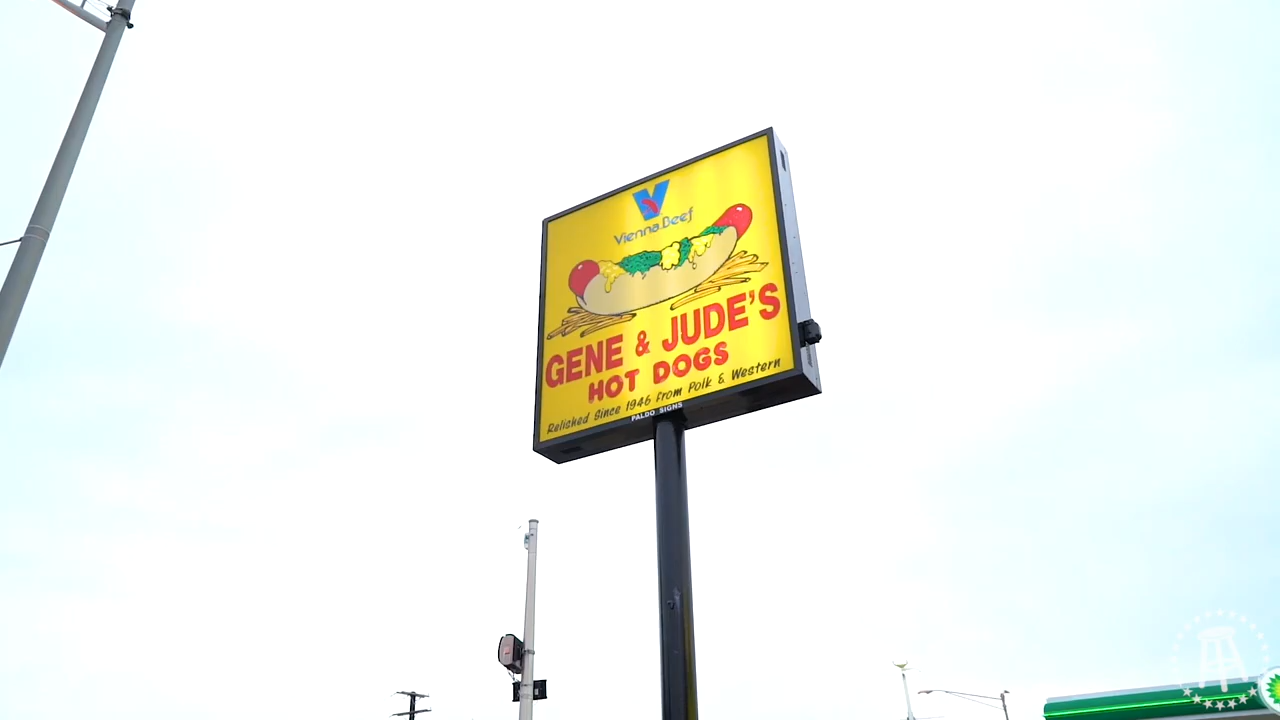 V
Vienna Beef
GENE & JUDE'S
HOT DOGS
Relished Since 1946 from Polk & Western
PALDO SIGNS